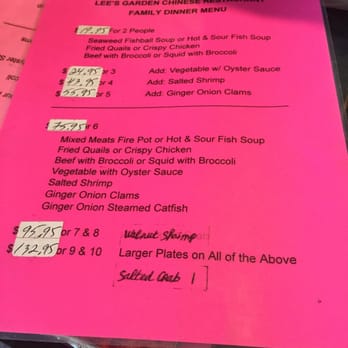 LEE'S GARDEN CHINESE RESTAURANT
FAMILY DINNER MENU
$19.95 For 2 People
Seaweed Fishball Soup or Hot & Sour Fish Soup
Fried Quails or Crispy Chicken
Beef with Broccoli or Squid with Broccoli
$24.95 or 3 Add: Vegetable w/ Oyster Sauce
$43.95 or 4 Add: Salted Shrimp
$55.95 or 5 Add: Ginger Onion Clams
$75.95 or 6
Mixed Meats Fire Pot or Hot & Sour Fish Soup
Fried Quails or Crispy Chicken
Beef with Broccoli or Squid with Broccoli
Vegetable with Oyster Sauce
Salted Shrimp
Ginger Onion Clams
Ginger Onion Steamed Catfish
$95.95 or 7 & 8 Walnut Shrimp
$132.95 or 9 & 10 Larger Plates on All of the Above
Salted Crab 1